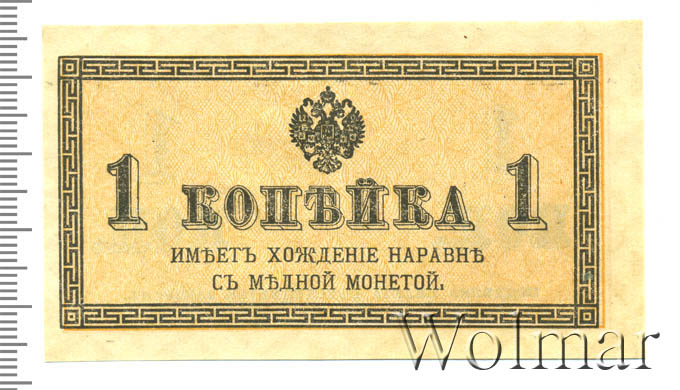 1 КОПѢЙКА 1
ИМѢЕТЪ ХОЖДЕНІЕ НАРАВНѢ
СЪ МѢДНОЙ МОНЕТОЙ.
Wolmar